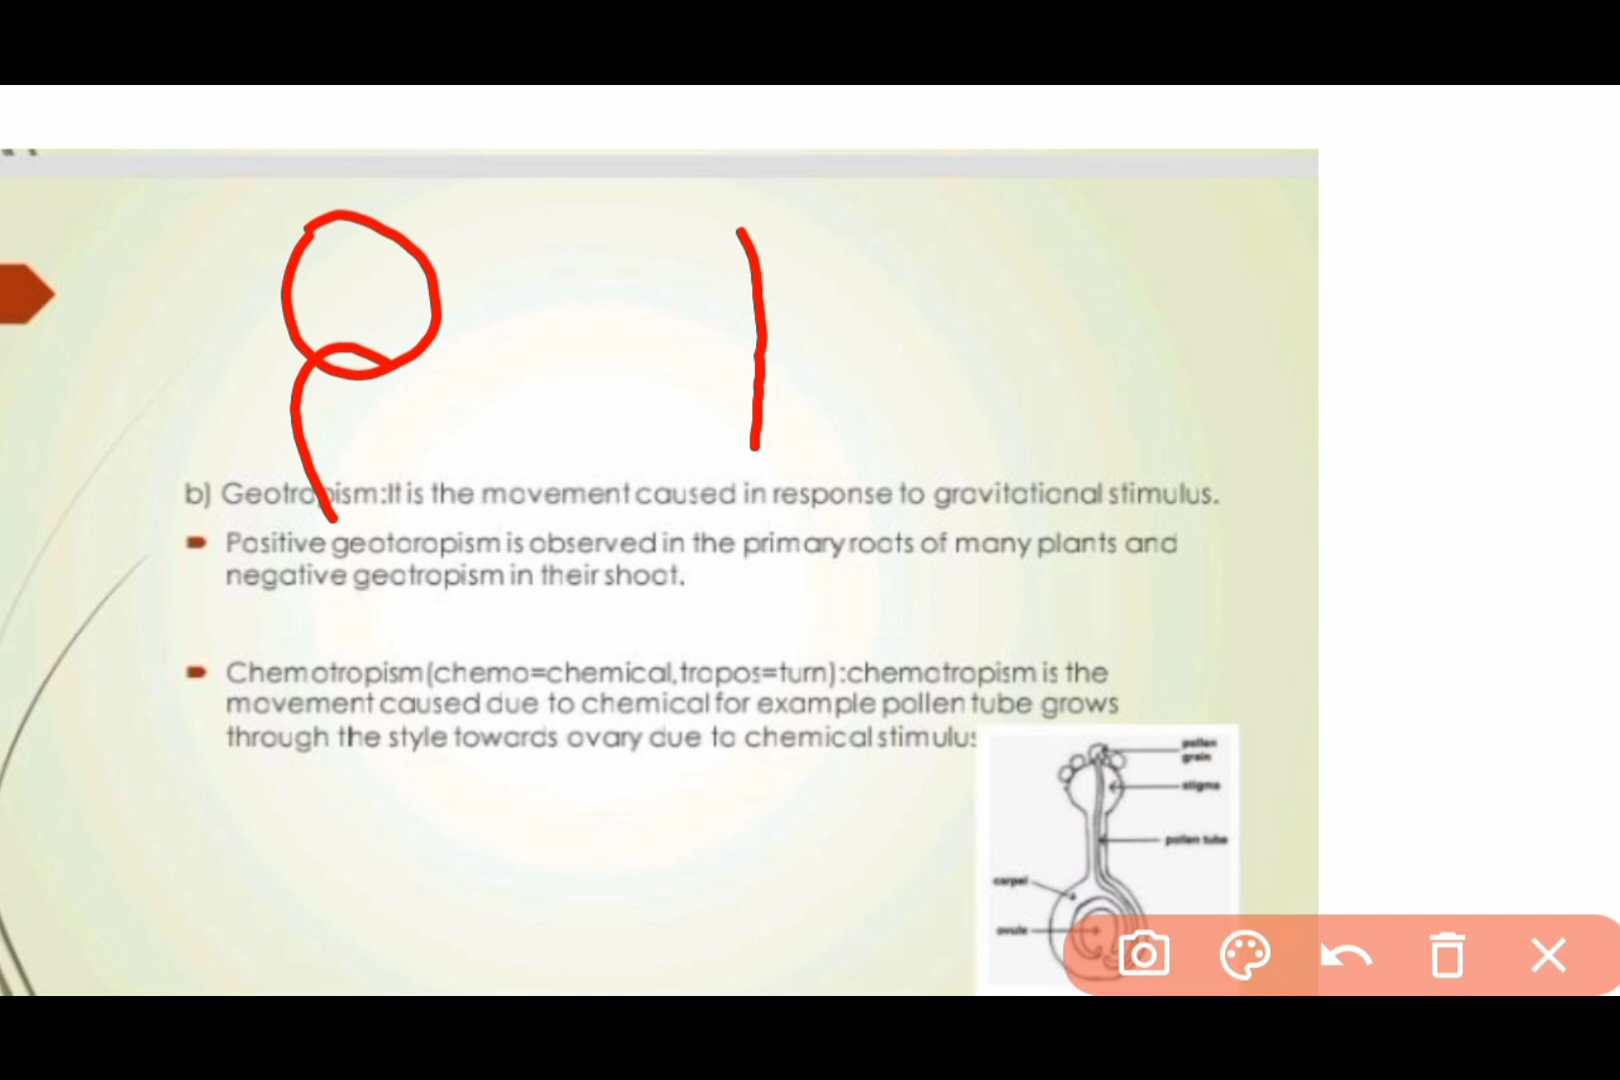 b) Geotropism:It is the movement caused in response to gravitational stimulus.
Positive geotoropism is observed in the primary roots of many plants and
negative geotropism in their shoot.
Chemotropism(chemo=chemical,tropos=turn):chemotropism is the
movement caused due to chemical for example pollen tube grows
through the style towards ovary due to chemical stimulus
pollen
grain
stigma
pollen tube
carpel
ovule